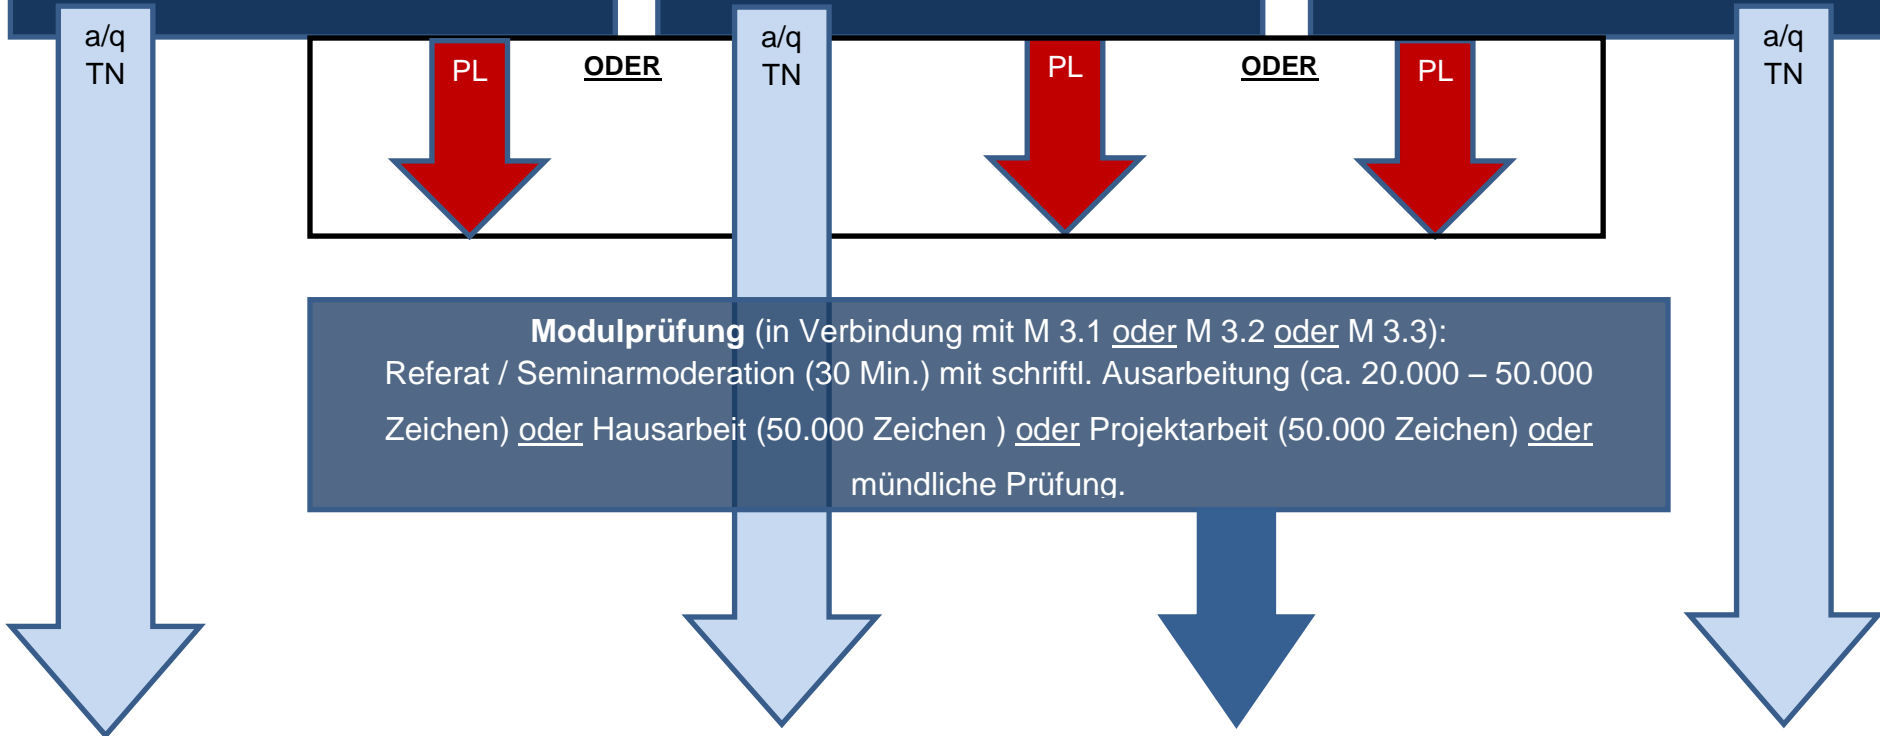 a/q
TN
PL
ODER
a/q
TN
PL
ODER
PL
a/q
TN
Modulprüfung (in Verbindung mit M 3.1 oder M 3.2 oder M 3.3):
Referat / Seminarmoderation (30 Min.) mit schriftl. Ausarbeitung (ca. 20.000 – 50.000
Zeichen) oder Hausarbeit (50.000 Zeichen ) oder Projektarbeit (50.000 Zeichen) oder
mündliche Prüfung.